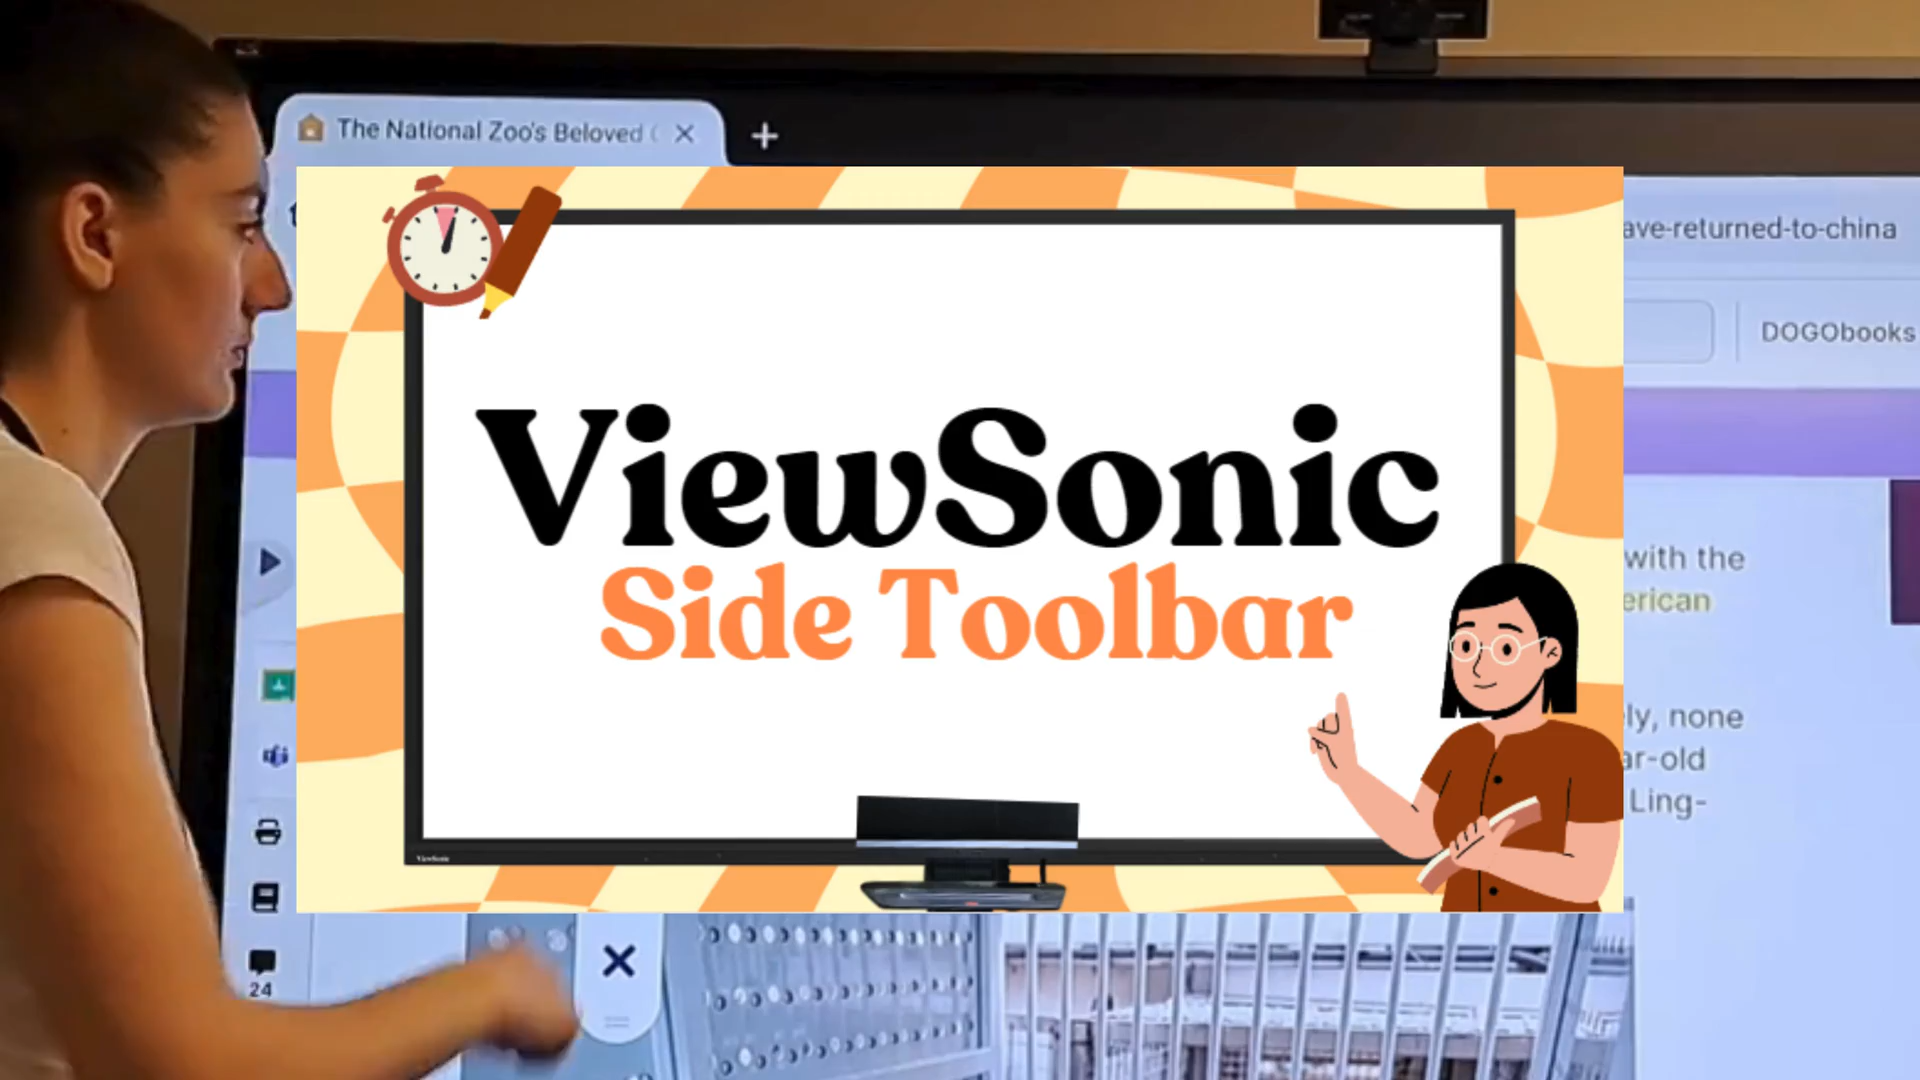 The National Zoo's Beloved
ave-returned-to-china
DOGObooks
ViewSonic
Side Toolbar
with the
erican
ly, none
ar-old
Ling-
24
ViewSonic